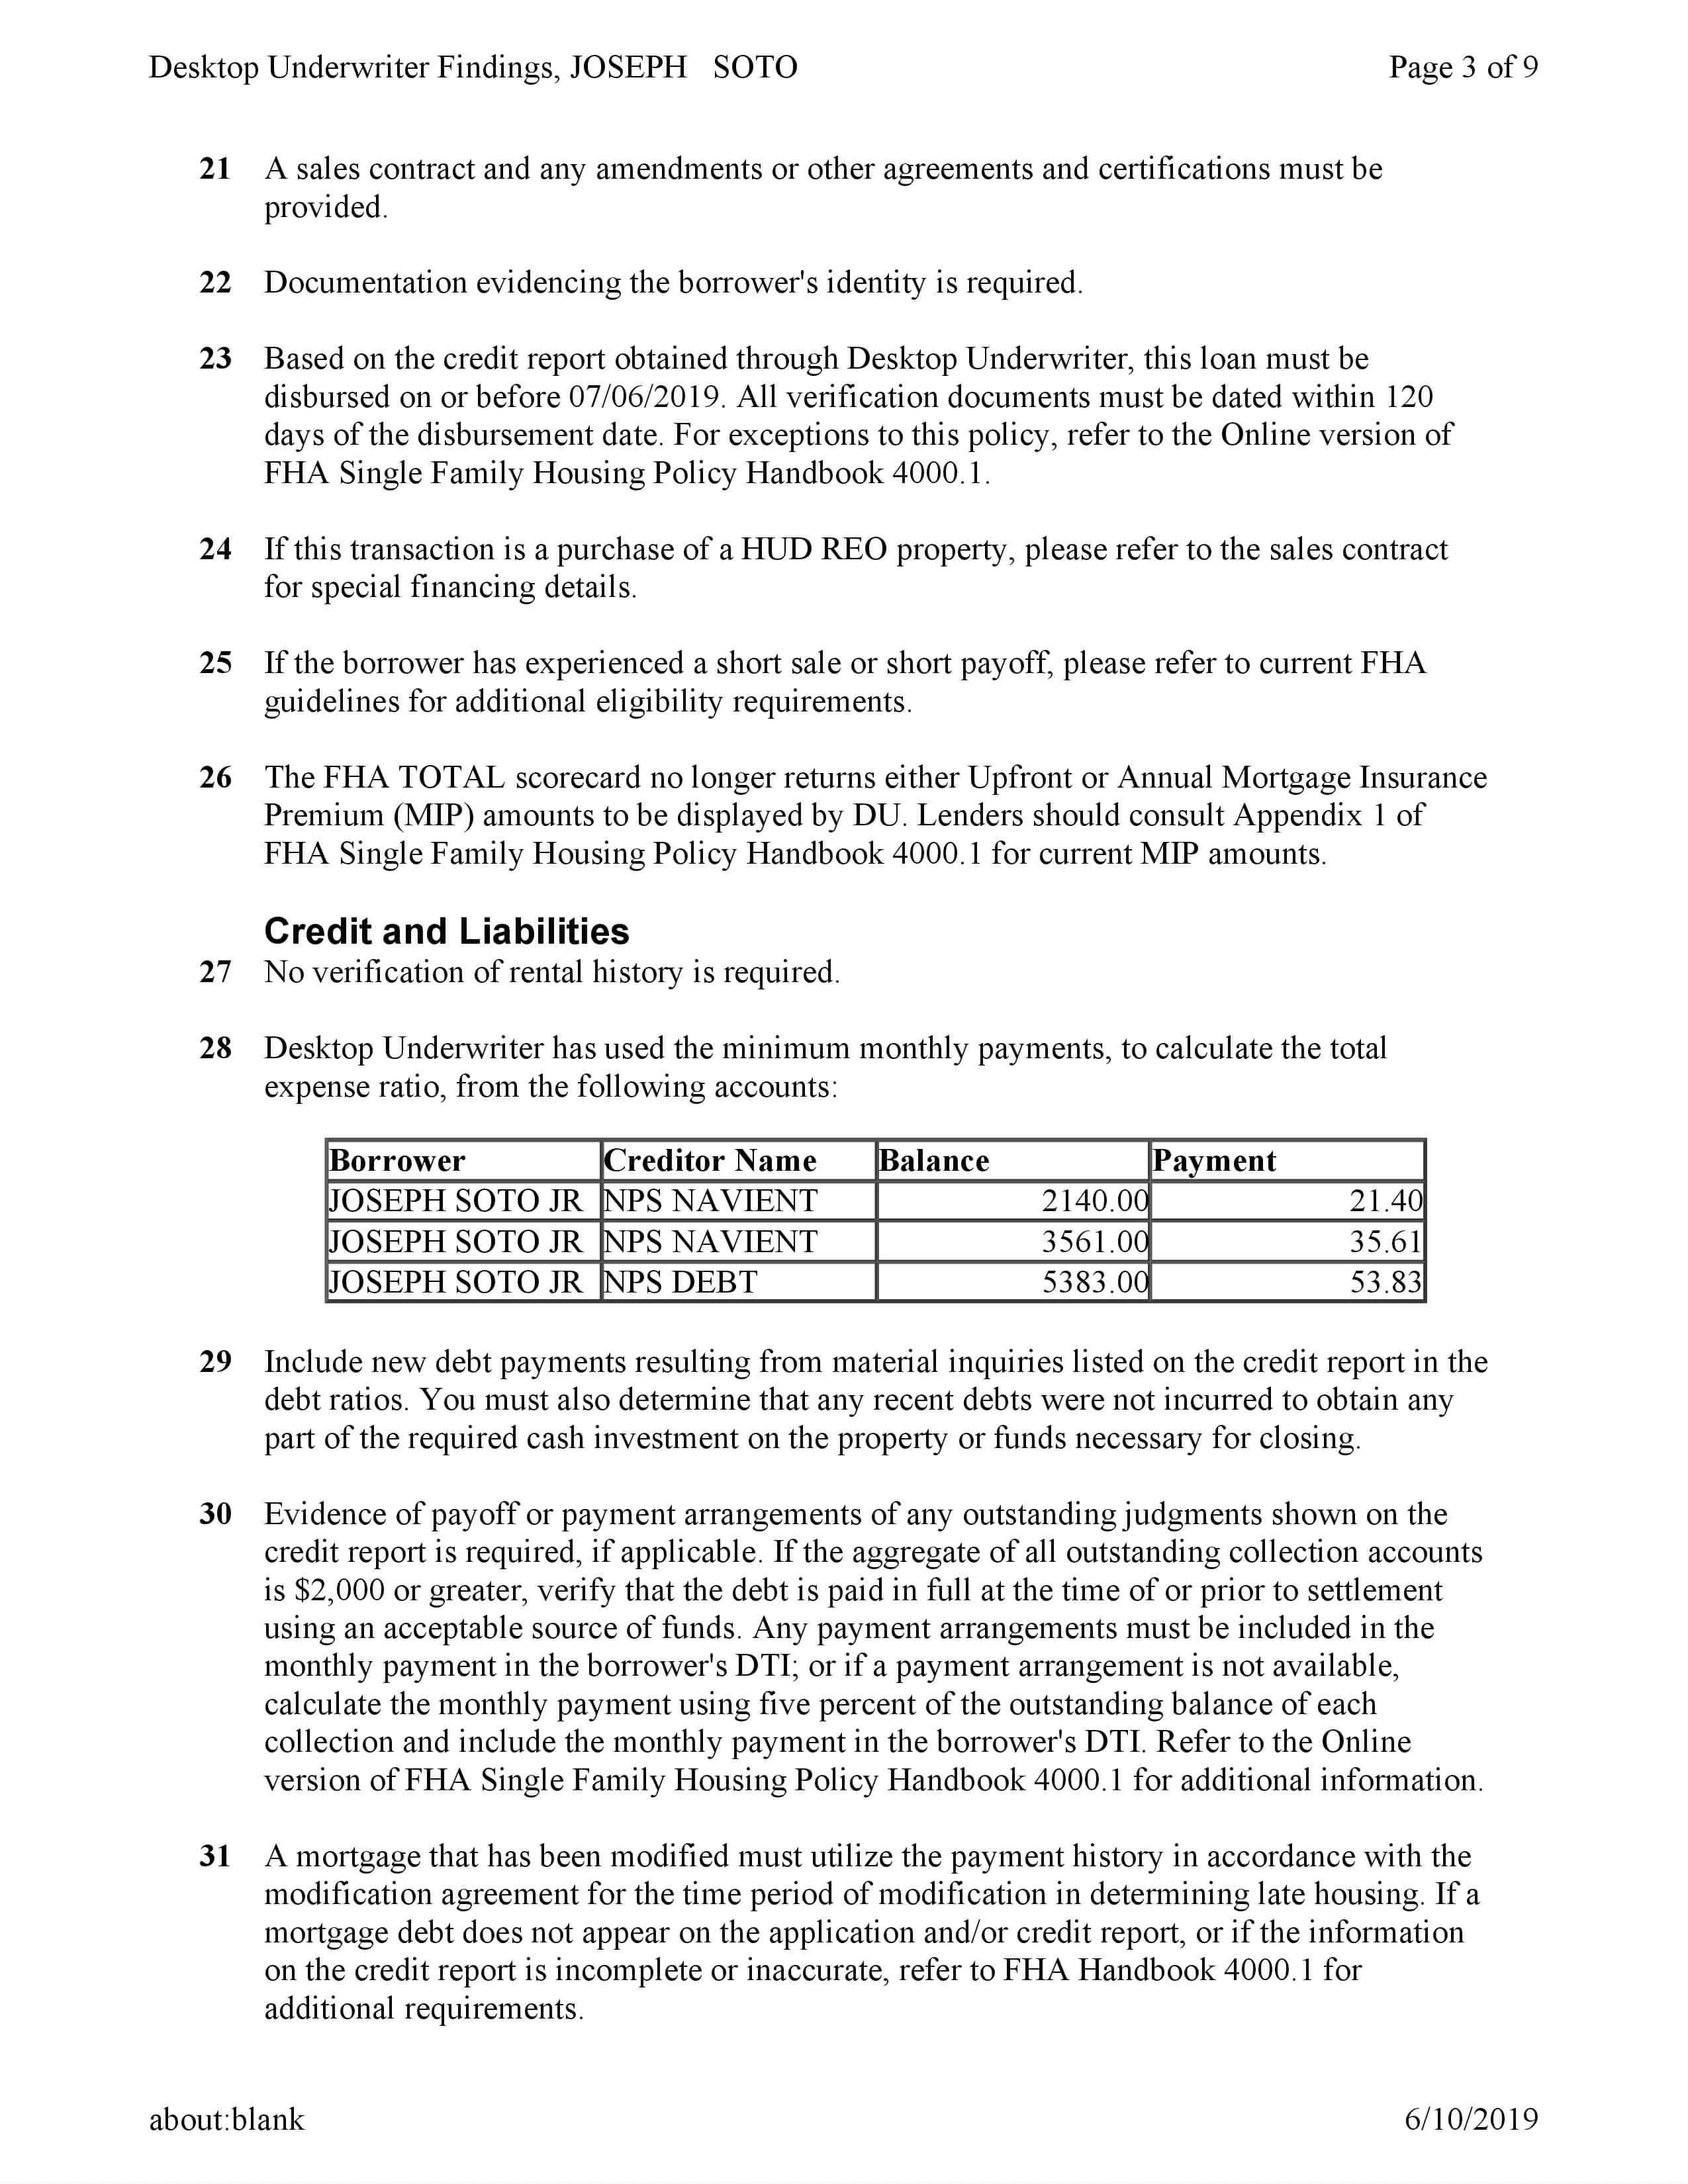 Desktop Underwriter Findings, JOSEPH SOTO Page 3 of 9
21 A sales contract and any amendments or other agreements and certifications must be
provided.
22 Documentation evidencing the borrower's identity is required.
23 Based on the credit report obtained through Desktop Underwriter, this loan must be
disbursed on or before 07/06/2019. All verification documents must be dated within 120
days of the disbursement date. For exceptions to this policy, refer to the Online version of
FHA Single Family Housing Policy Handbook 4000.1.
24 If this transaction is a purchase of a HUD REO property, please refer to the sales contract
for special financing details.
25 If the borrower has experienced a short sale or short payoff, please refer to current FHA
guidelines for additional eligibility requirements.
26 The FHA TOTAL scorecard no longer returns either Upfront or Annual Mortgage Insurance
Premium (MIP) amounts to be displayed by DU. Lenders should consult Appendix 1 of
FHA Single Family Housing Policy Handbook 4000.1 for current MIP amounts.
Credit and Liabilities
27 No verification of rental history is required.
28 Desktop Underwriter has used the minimum monthly payments, to calculate the total
expense ratio, from the following accounts:
Borrower Creditor Name Balance Payment
JOSEPH SOTO JR NPS NAVIENT 2140.00 21.40
JOSEPH SOTO JR NPS NAVIENT 3561.00 35.61
JOSEPH SOTO JR NPS DEBT 5383.00 53.83
29 Include new debt payments resulting from material inquiries listed on the credit report in the
debt ratios. You must also determine that any recent debts were not incurred to obtain any
part of the required cash investment on the property or funds necessary for closing.
30 Evidence of payoff or payment arrangements of any outstanding judgments shown on the
credit report is required, if applicable. If the aggregate of all outstanding collection accounts
is $2,000 or greater, verify that the debt is paid in full at the time of or prior to settlement
using an acceptable source of funds. Any payment arrangements must be included in the
monthly payment in the borrower's DTI; or if a payment arrangement is not available,
calculate the monthly payment using five percent of the outstanding balance of each
collection and include the monthly payment in the borrower's DTI. Refer to the Online
version of FHA Single Family Housing Policy Handbook 4000.1 for additional information.
31 A mortgage that has been modified must utilize the payment history in accordance with the
modification agreement for the time period of modification in determining late housing. If a
mortgage debt does not appear on the application and/or credit report, or if the information
on the credit report is incomplete or inaccurate, refer to FHA Handbook 4000.1 for
additional requirements.
about:blank 6/10/2019